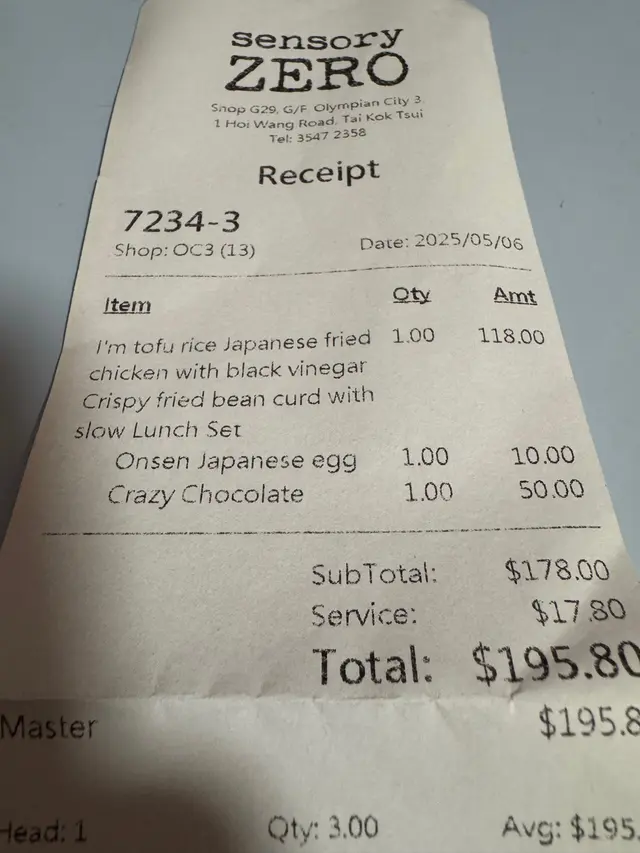 sensory
ZERO
Shop G29, G/F, Olympian City 3,
1 Hoi Wang Road, Tai Kok Tsui
Tel: 3547 2358
Receipt
7234-3
Shop: OC3 (13) Date: 2025/05/06
Item Qty Amt
I'm tofu rice Japanese fried 1.00 118.00
chicken with black vinegar
Crispy fried bean curd with
slow Lunch Set
Onsen Japanese egg 1.00 10.00
Crazy Chocolate 1.00 50.00
SubTotal: $178.00
Service: $17.80
Total: $195.80
Master $195.8
Head: 1 Qty: 3.00 Avg: $195.